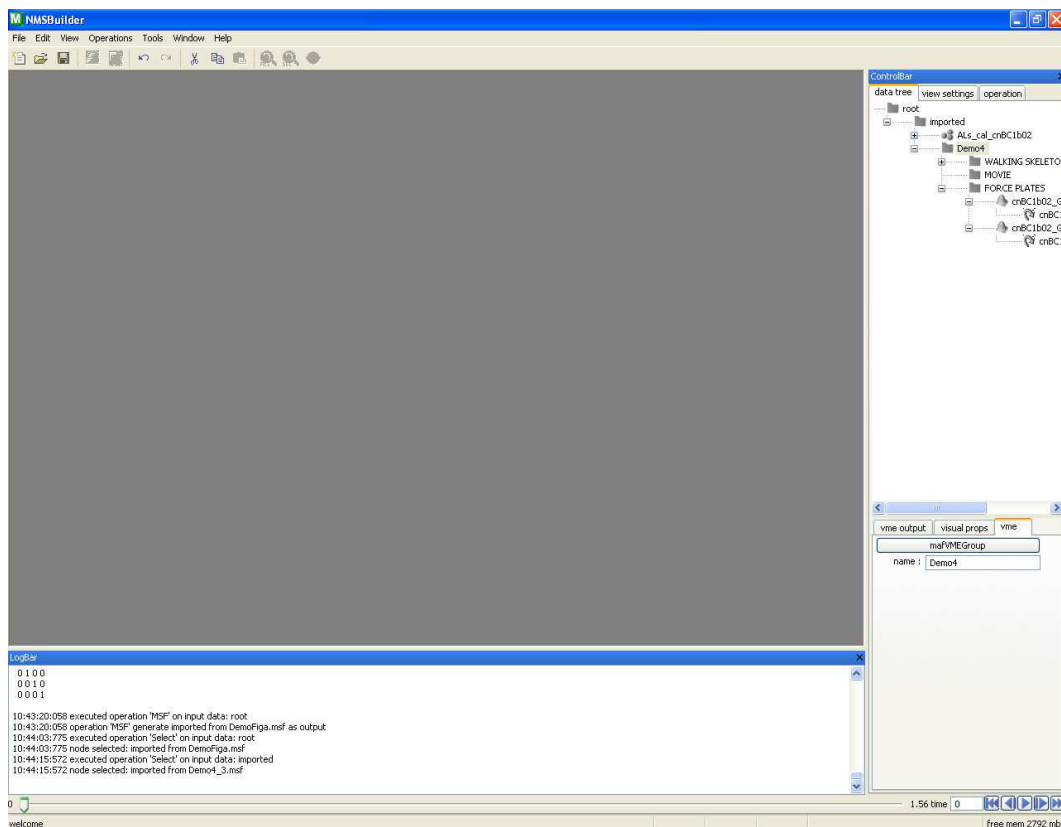 NMSBuilder
File Edit View Operations Tools Window Help
ControlBar
data tree view settings operation
root
imported
ALs_cal_cnBC1b02
Demo4
WALKING SKELETO
MOVIE
FORCE PLATES
cnBC1b02_G
cnBC1
cnBC1b02_G
cnBC1
vme output visual props vme
mafVMEGroup
name : Demo4
LogBar
0 1 0 0
0 0 1 0
0 0 0 1
10:43:20:058 executed operation 'MSF' on input data: root
10:43:20:058 operation 'MSF' generate imported from DemoFiga.msf as output
10:44:03:775 executed operation 'Select' on input data: root
10:44:03:775 node selected: imported from DemoFiga.msf
10:44:15:572 executed operation 'Select' on input data: imported
10:44:15:572 node selected: imported from Demo4_3.msf
0 1.56 time 0
welcome free mem 2792 mb